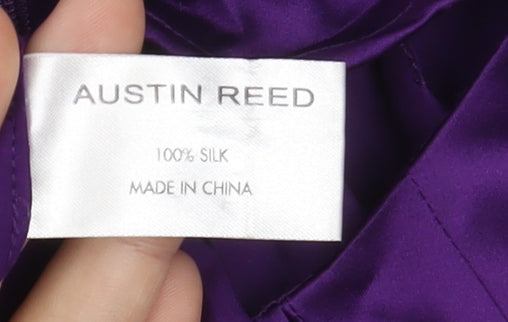 AUSTIN REED
100% SILK
MADE IN CHINA